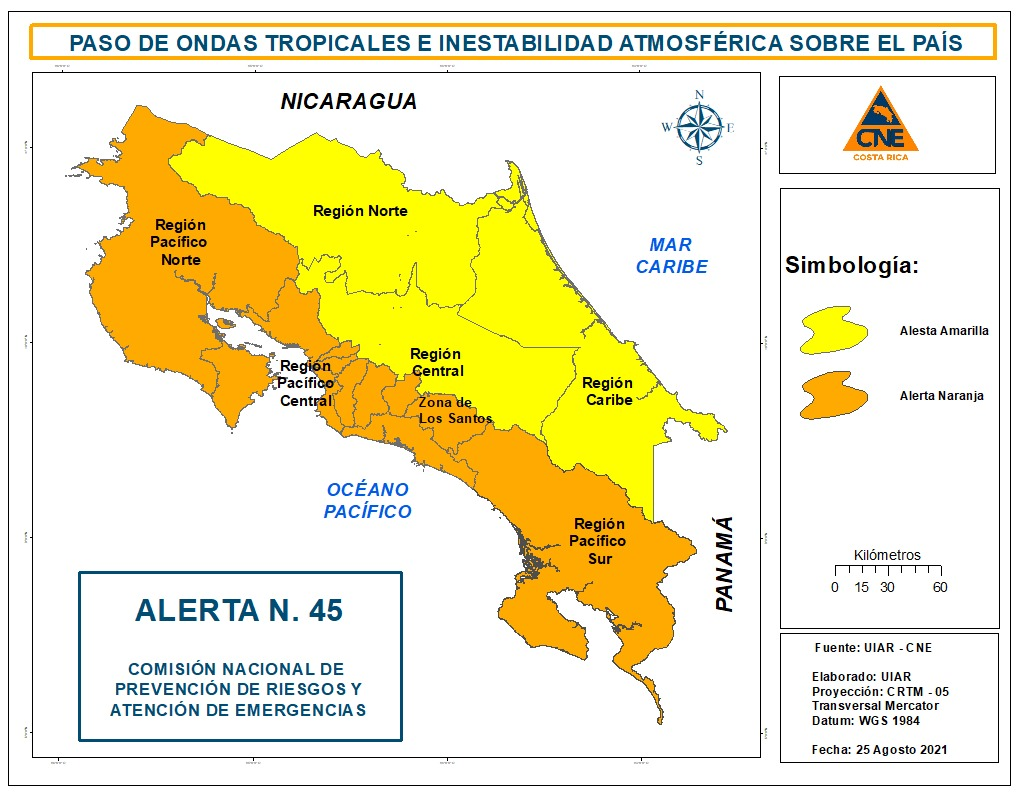 PASO DE ONDAS TROPICALES E INESTABILIDAD ATMOSFÉRICA SOBRE EL PAÍS
NICARAGUA
N
W
E
S
CNE
COSTA RICA
Región Norte
Región
Pacífico
Norte
MAR
CARIBE
Simbología:
Alesta Amarilla
Alerta Naranja
Región
Central
Región
Pacífico
Central
Región
Caribe
Zona de
Los Santos
OCÉANO
PACÍFICO
Región
Pacífico
Sur
PANAMÁ
Kilómetros
0 15 30 60
ALERTA N. 45
COMISIÓN NACIONAL DE
PREVENCIÓN DE RIESGOS Y
ATENCIÓN DE EMERGENCIAS
Fuente: UIAR - CNE
Elaborado: UIAR
Proyección: CRTM - 05
Transversal Mercator
Datum: WGS 1984
Fecha: 25 Agosto 2021